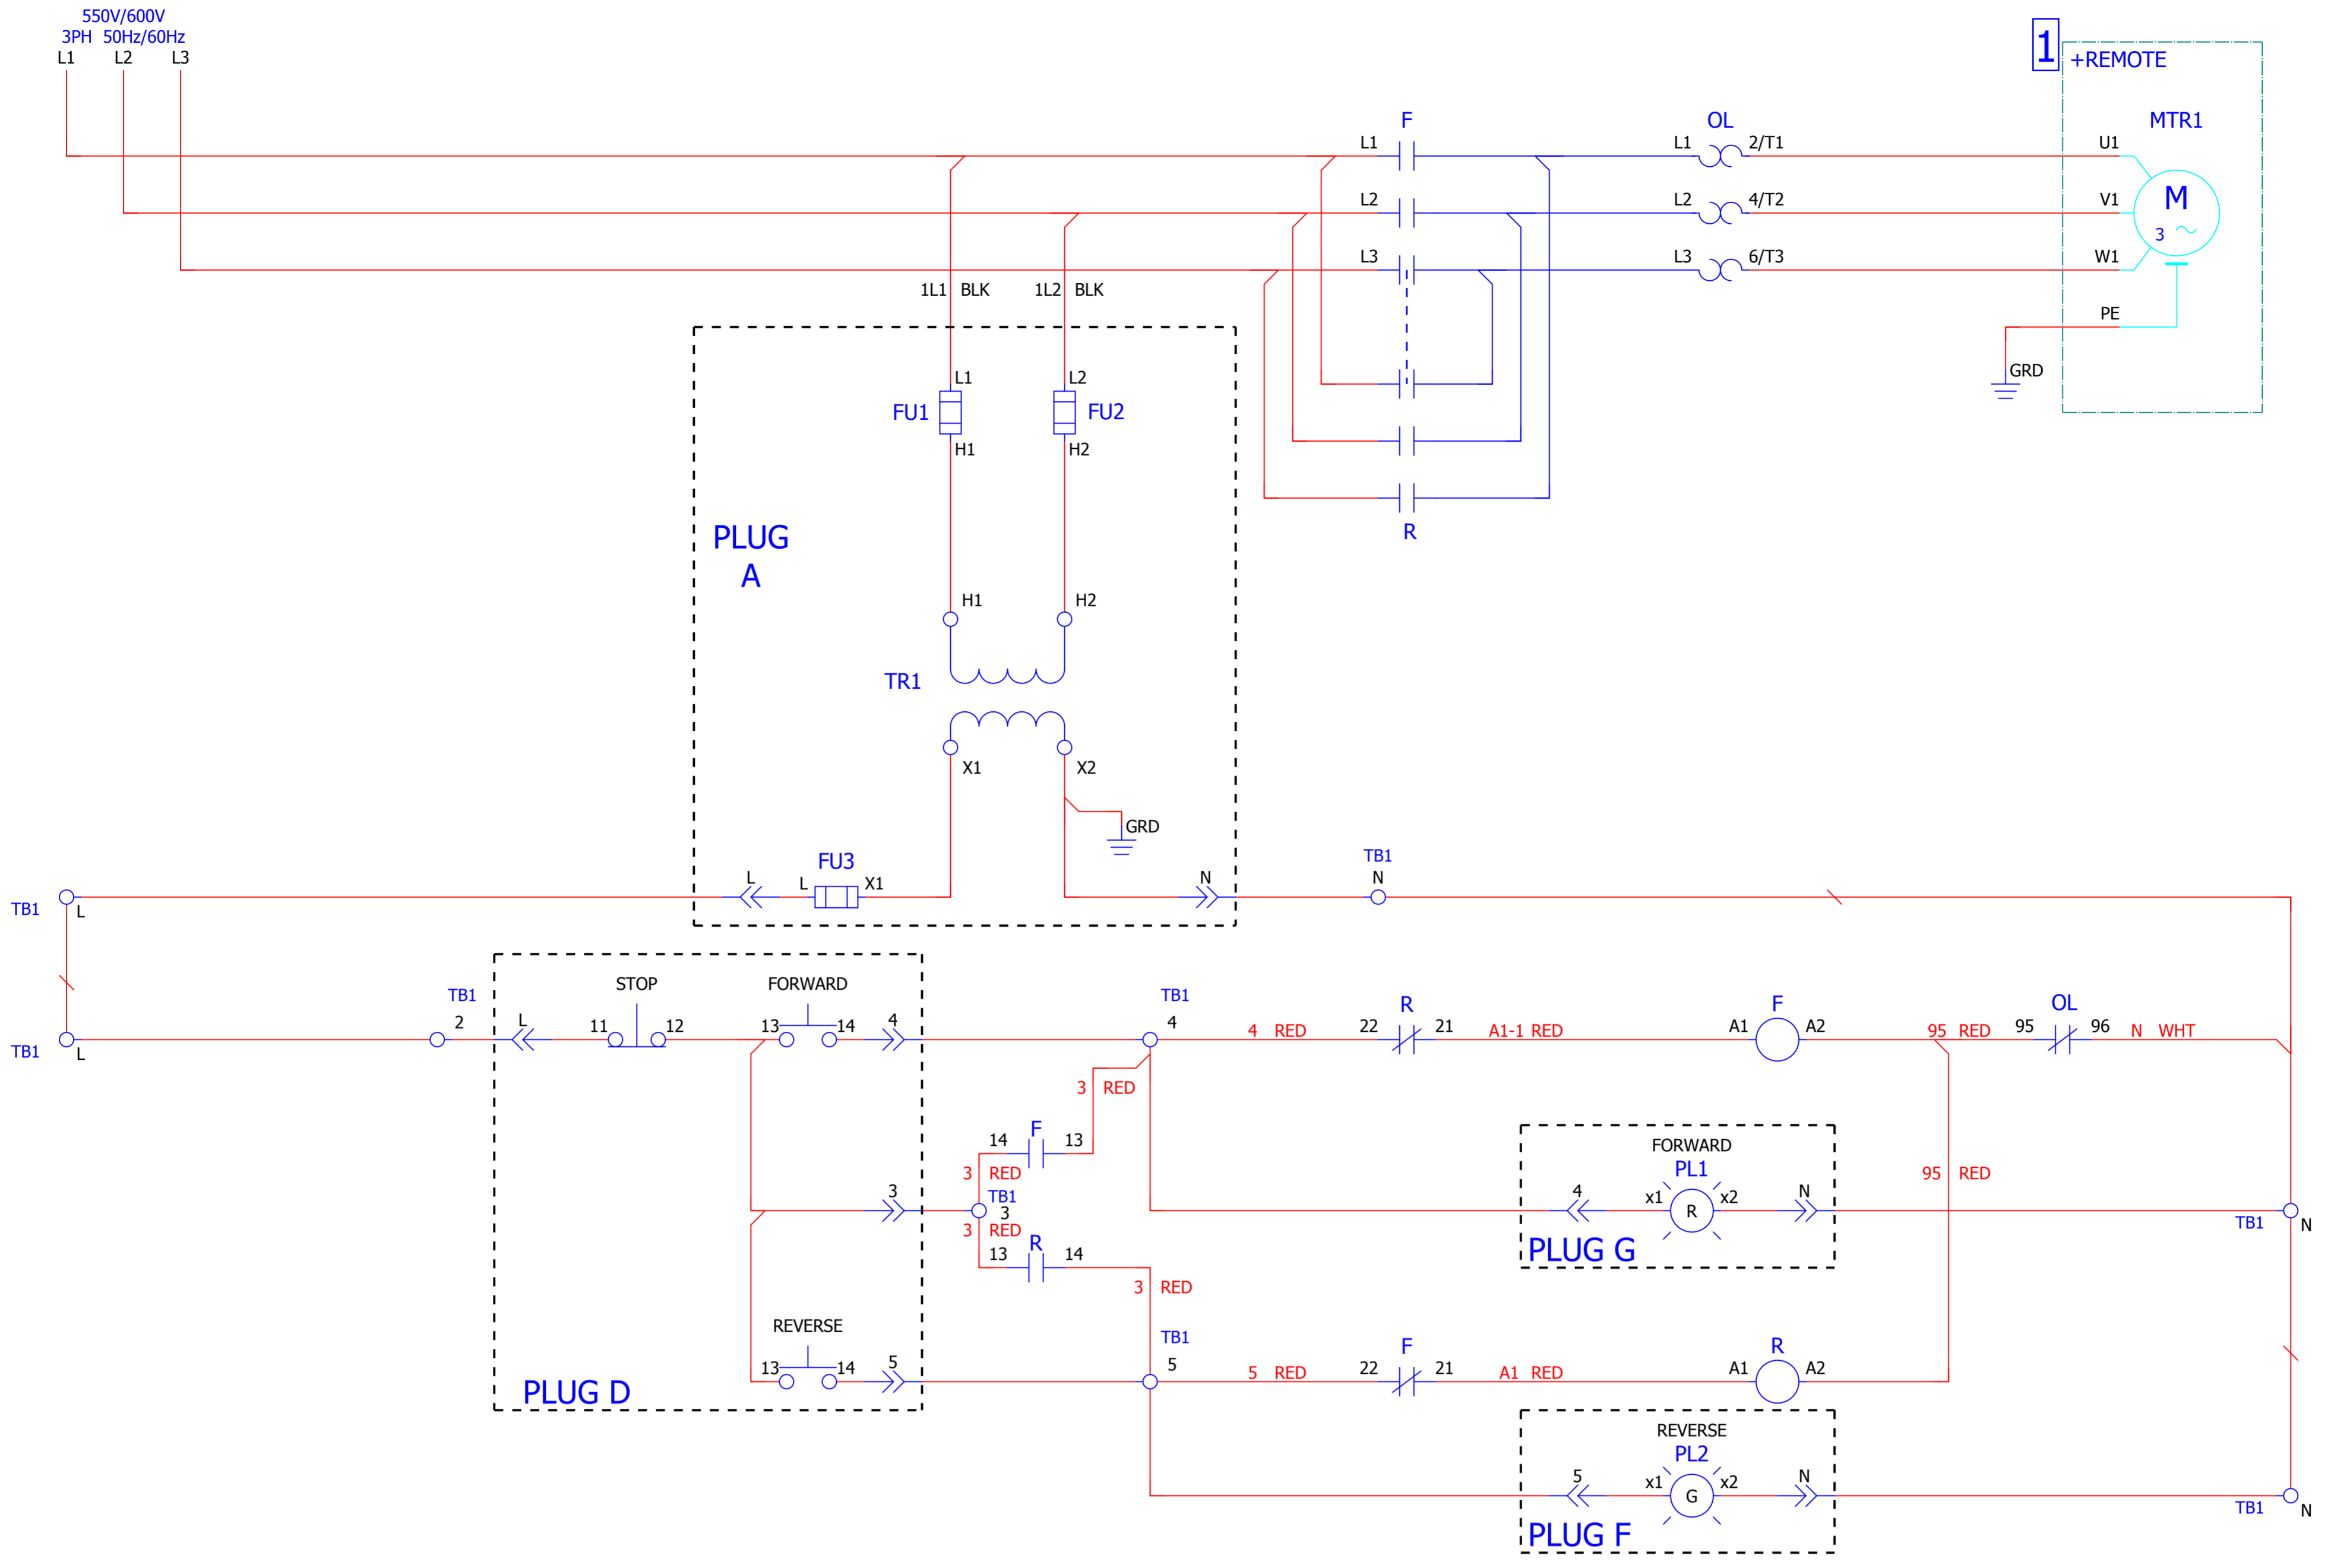 550V/600V
3PH 50Hz/60Hz
L1 L2 L3
1
+REMOTE
F OL MTR1
L1 L1 2/T1 U1
L2 L2 4/T2 V1
M
3
L3 L3 6/T3 W1
1L1 BLK 1L2 BLK
PE
GRD
L1 L2
FU1 FU2
H1 H2
R
PLUG
A
H1 H2
TR1
X1 X2
GRD
FU3 TB1
L L X1 N N
TB1 L
STOP FORWARD
TB1 TB1 R F OL
2 L 11 12 13 14 4 4 4 RED 22 21 A1-1 RED A1 A2 95 RED 95 96 N WHT
TB1 L
3 RED
F
14 13
FORWARD
PL1
3 RED 95 RED
3 TB1 4 x1 x2 N
3 R
3 RED TB1 N
R
13 14
PLUG G
3 RED
REVERSE TB1 F R
13 14 5 5 5 RED 22 21 A1 RED A1 A2
PLUG D
REVERSE
PL2
5 x1 x2 N
G
TB1 N
PLUG F